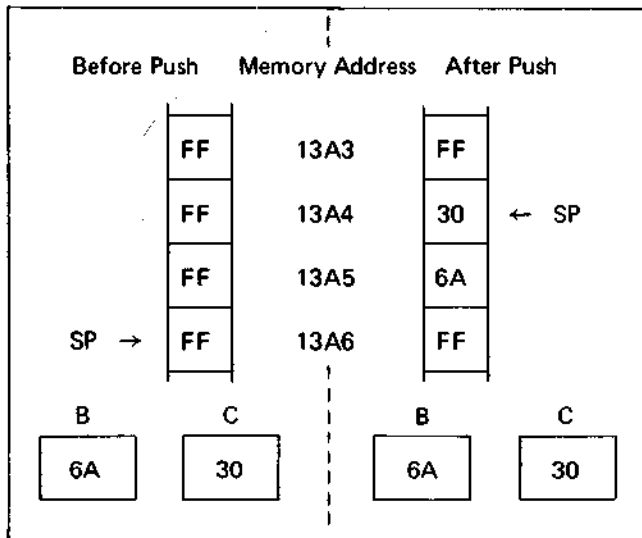 Before Push Memory Address After Push
FF 13A3 FF
FF 13A4 30 ← SP
FF 13A5 6A
SP → FF 13A6 FF
B C B C
6A 30 6A 30